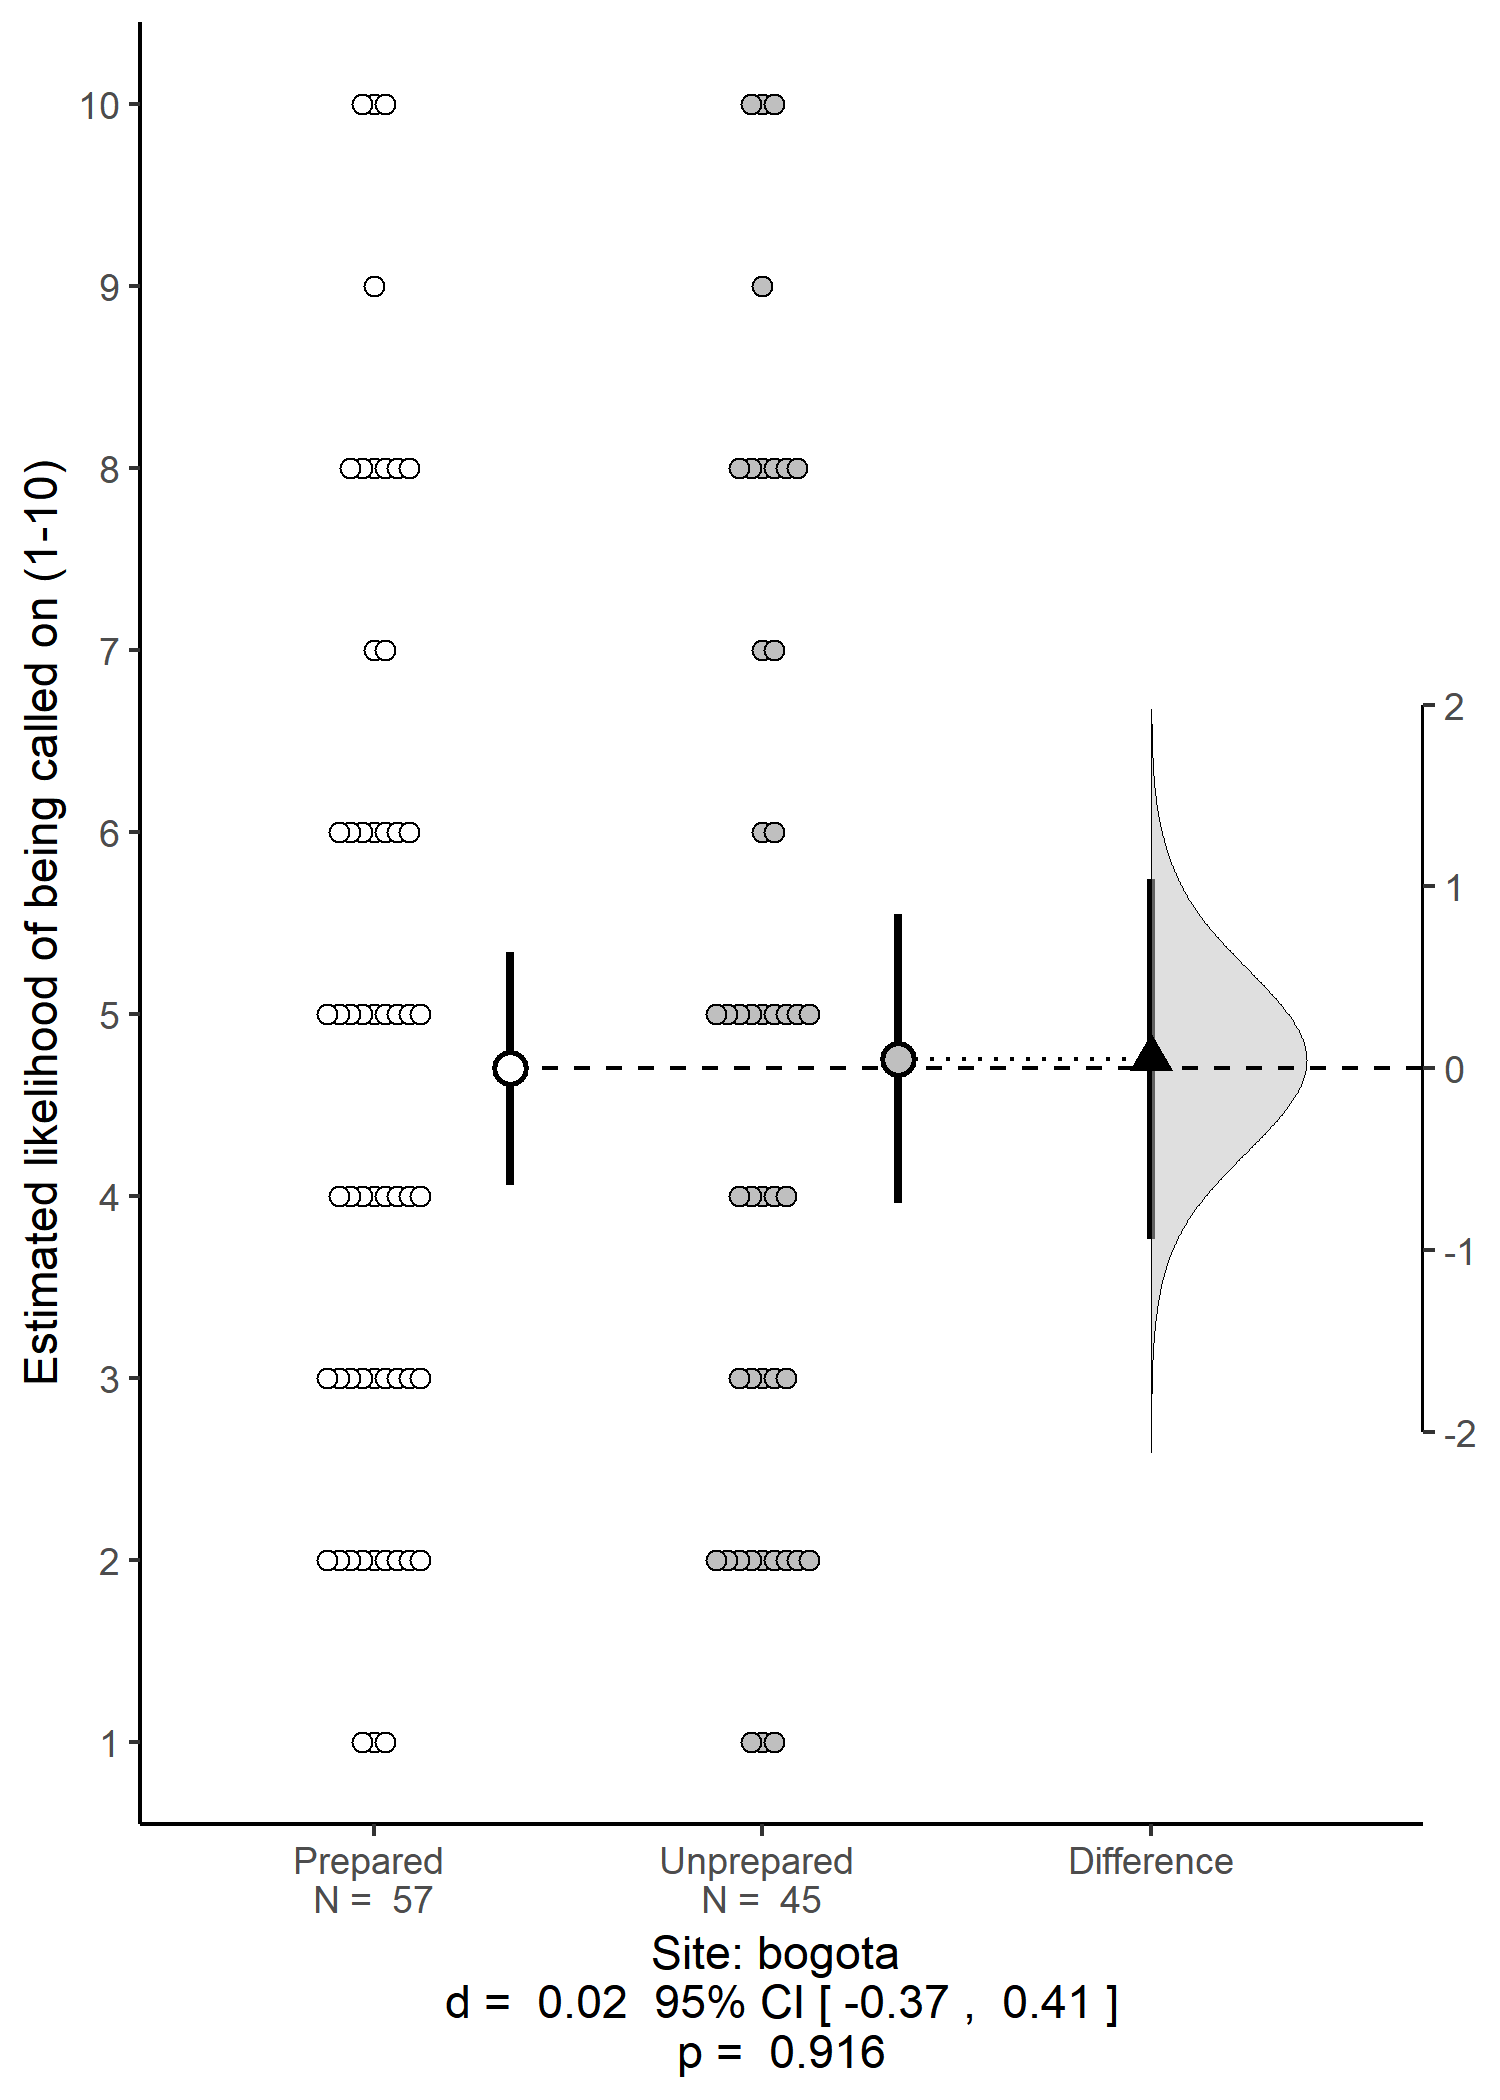 Estimated likelihood of being called on (1-10)
10
9
8
7
6
5
4
3
2
1
2
1
0
-1
-2
Prepared
N =  57
Unprepared
N =  45
Difference
Site: bogota
d =  0.02  95% CI [ -0.37 ,  0.41 ]
p =  0.916